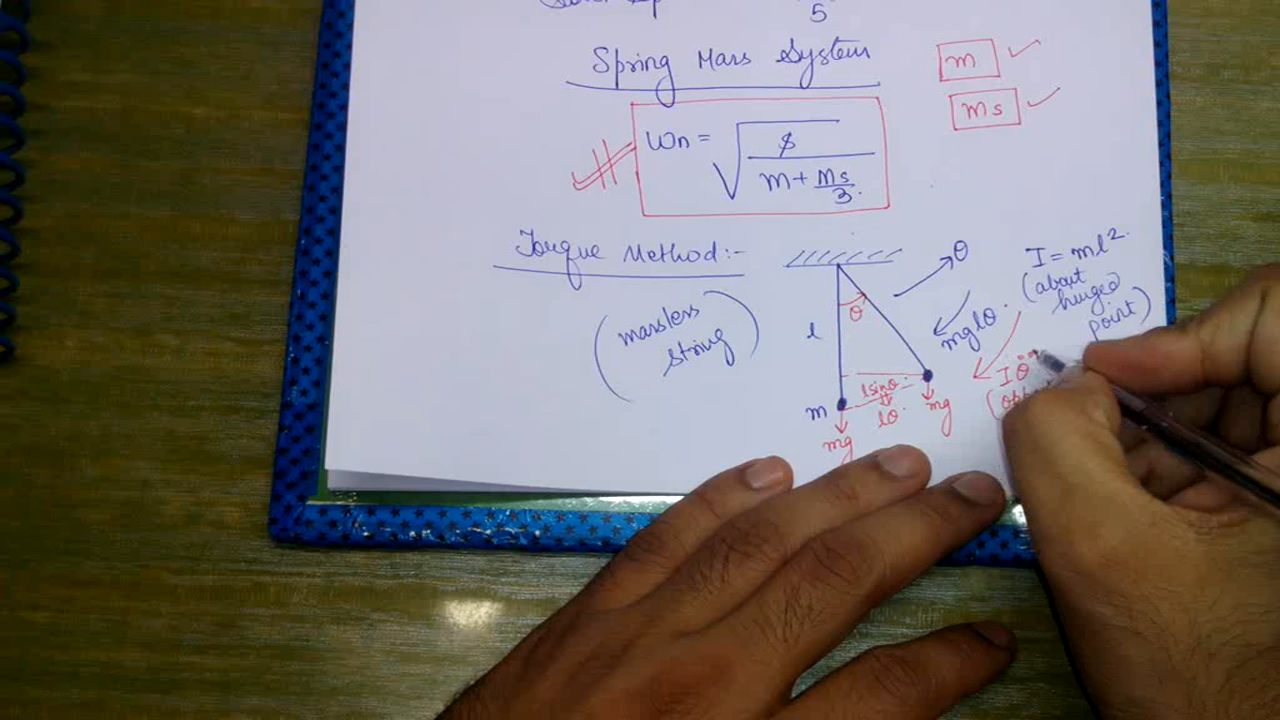 5
Spring Mass System
m
ms
Wn = √ $ / m + Ms/3.
Torque Method:-
(massless
string)
θ
I = ml².
(about
hinged
point)
θ
l
mglθ.
Iθ̈
lsinθ.
lθ.
m
mg
mg